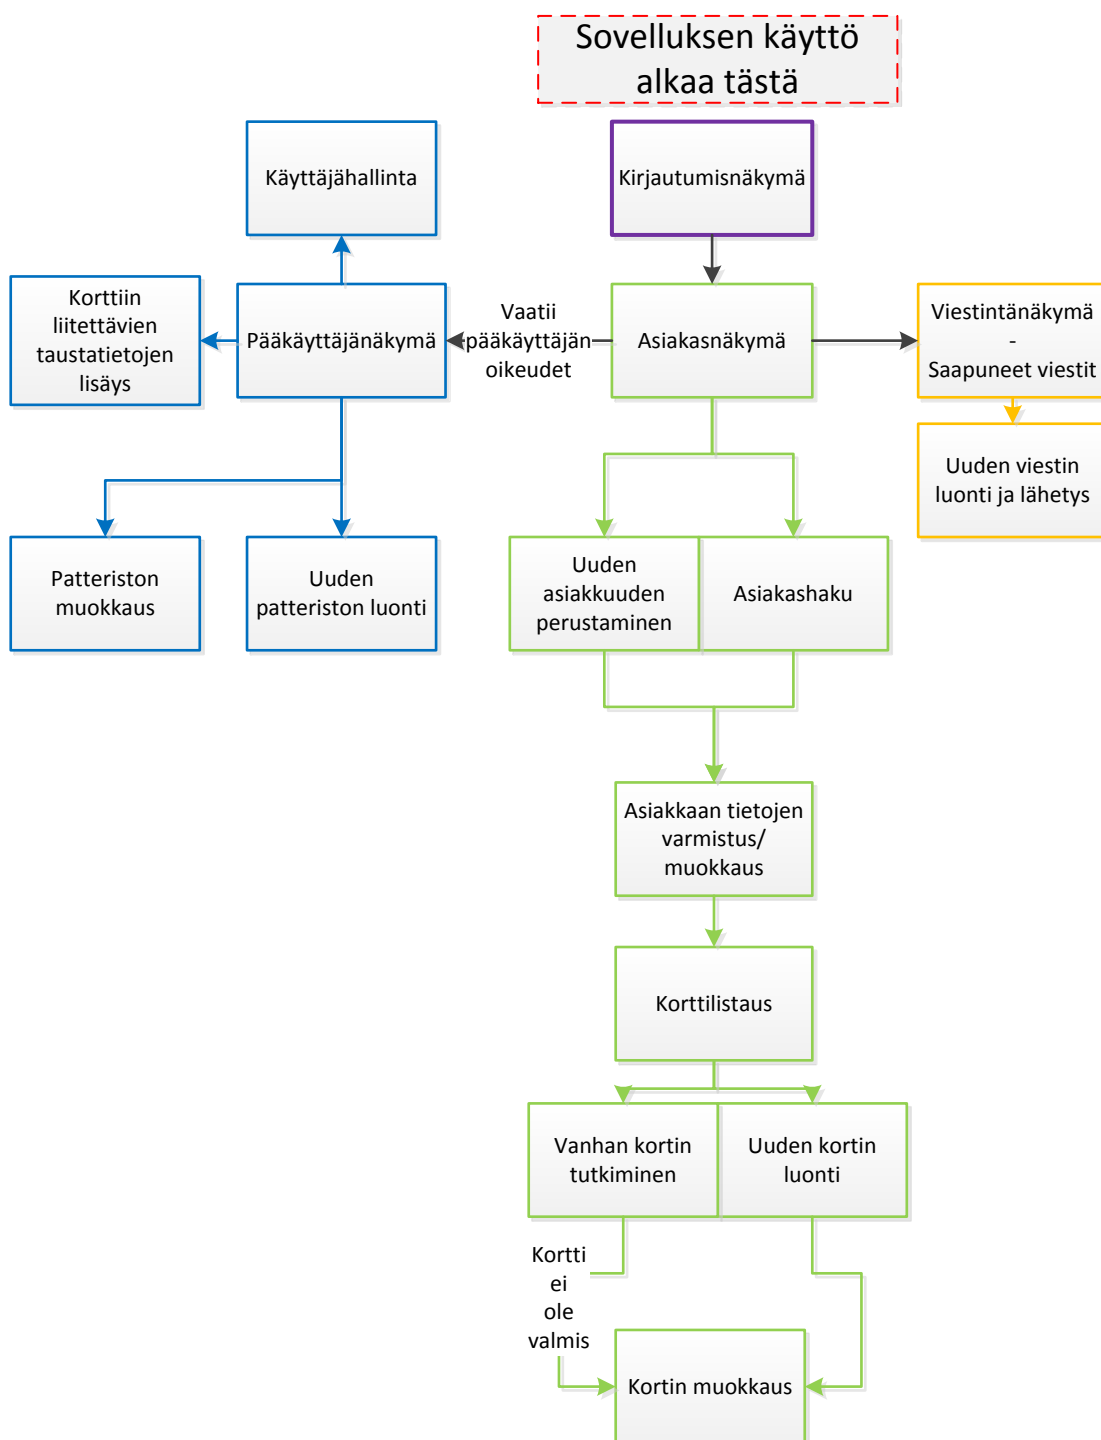 Sovelluksen käyttö
alkaa tästä
Käyttäjähallinta
Kirjautumisnäkymä
Korttiin
liitettävien
taustatietojen
lisäys
Pääkäyttäjänäkymä
Vaatii
pääkäyttäjän
oikeudet
Asiakasnäkymä
Viestintänäkymä
-
Saapuneet viestit
Uuden viestin
luonti ja lähetys
Patteriston
muokkaus
Uuden
patteriston luonti
Uuden
asiakkuuden
perustaminen
Asiakashaku
Asiakkaan tietojen
varmistus/
muokkaus
Korttilistaus
Vanhan kortin
tutkiminen
Uuden kortin
luonti
Kortti
ei
ole
valmis
Kortin muokkaus